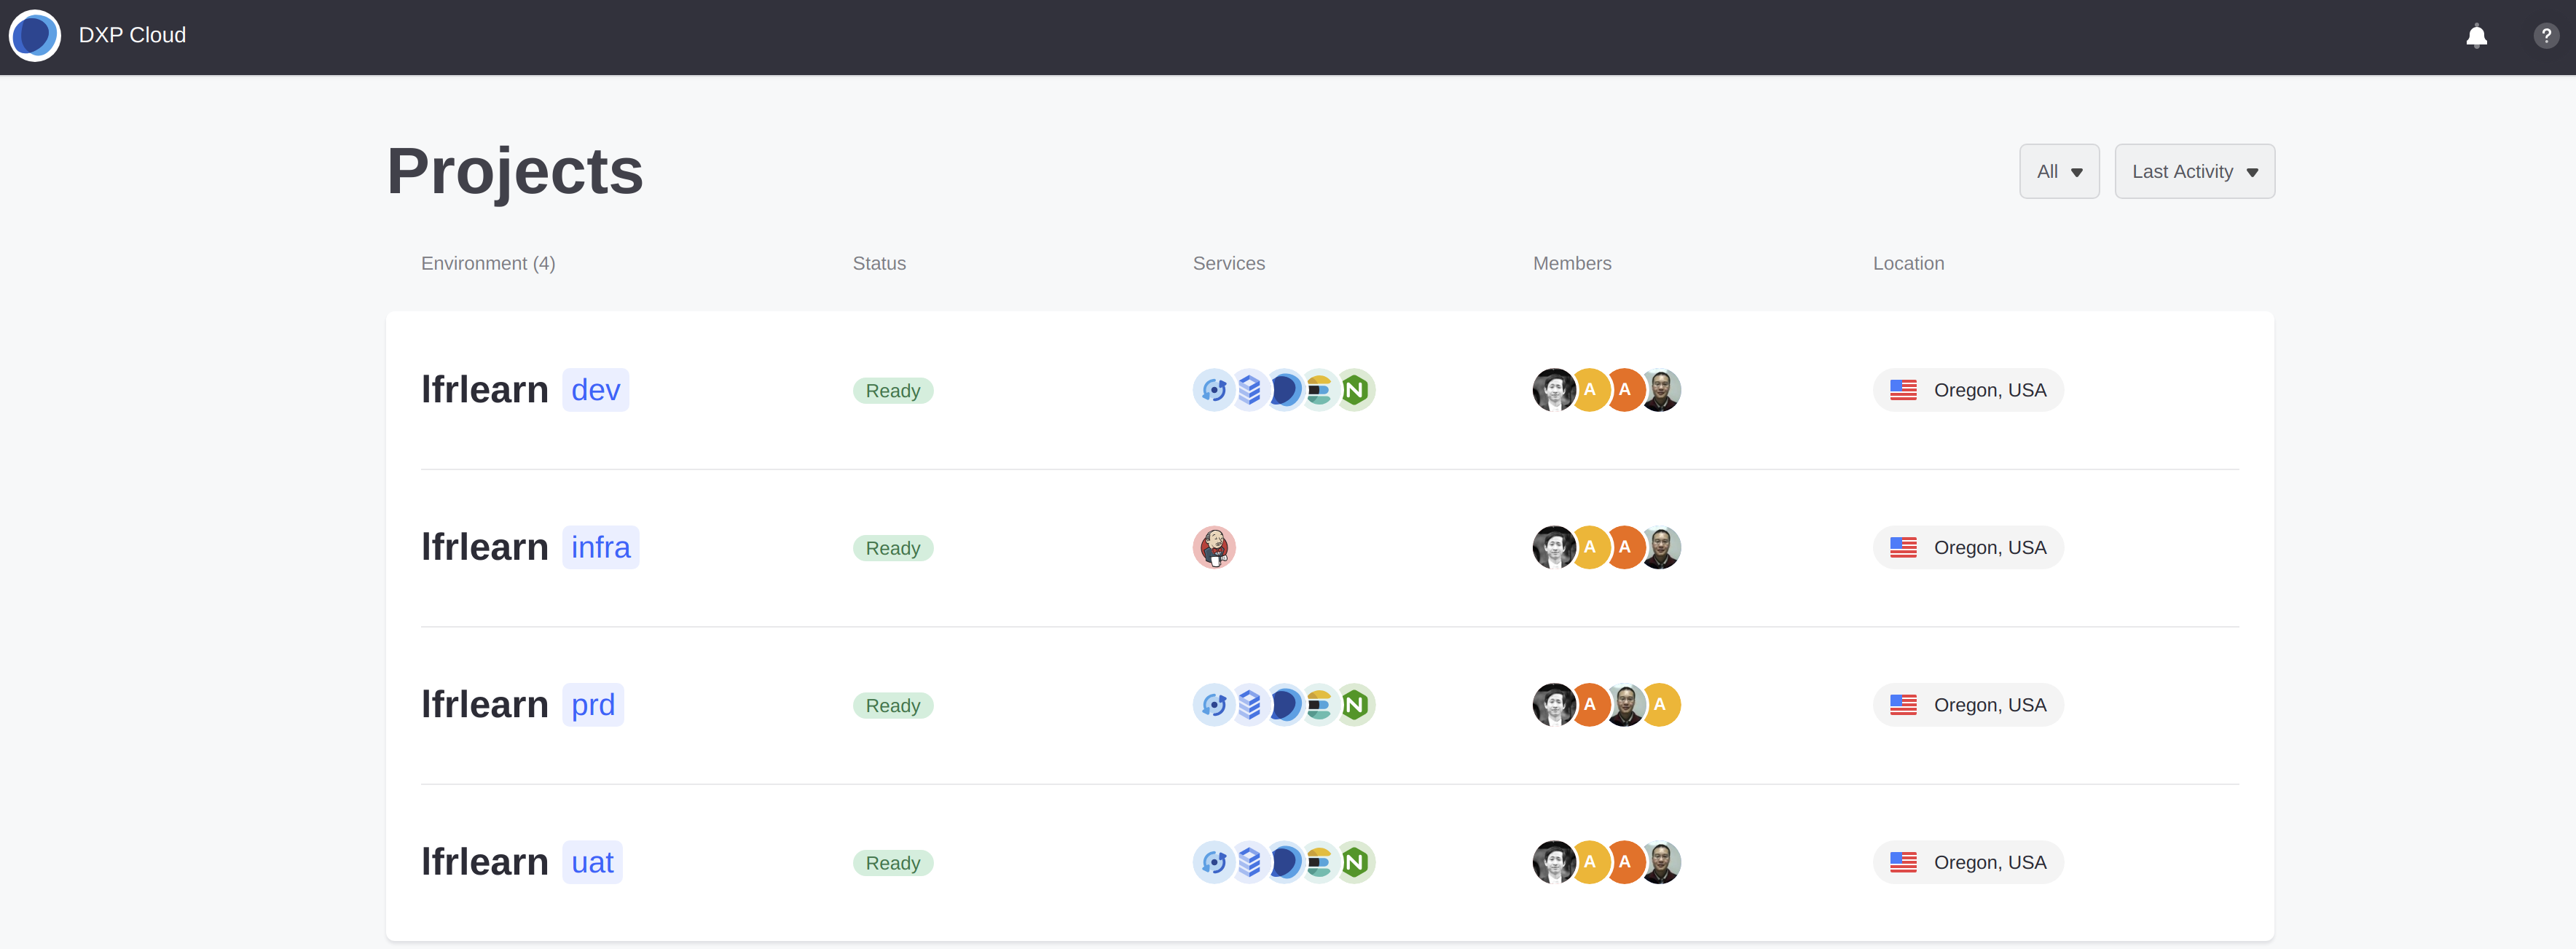 DXP Cloud
?
Projects
All
Last Activity
Environment (4) Status Services Members Location
lfrlearn dev Ready N A A Oregon, USA
lfrlearn infra Ready A A Oregon, USA
lfrlearn prd Ready N A A Oregon, USA
lfrlearn uat Ready N A A Oregon, USA